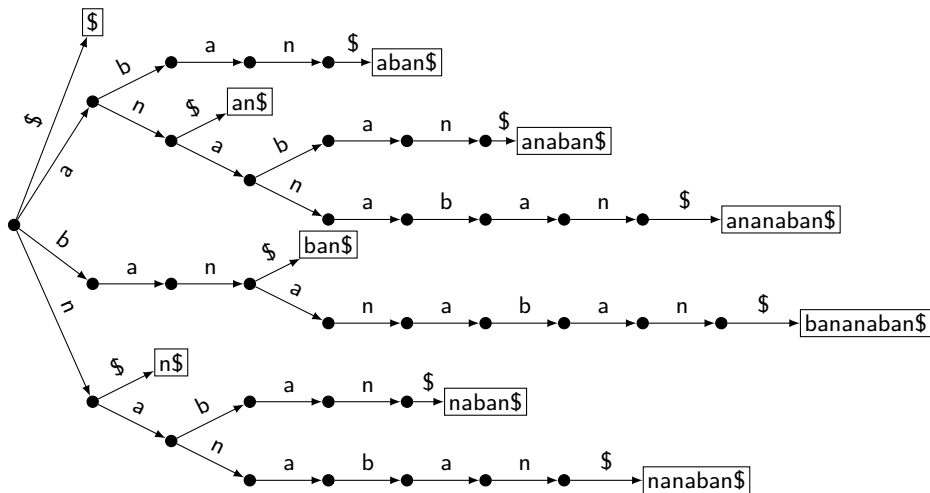 $
b a n $ aban$
$ an$
n
$
a
a b a n $ anaban$
n a b a n $ ananaban$
b
a n $ ban$
a n a b a n $ bananaban$
n
$ n$
a b a n $ naban$
n a b a n $ nanaban$